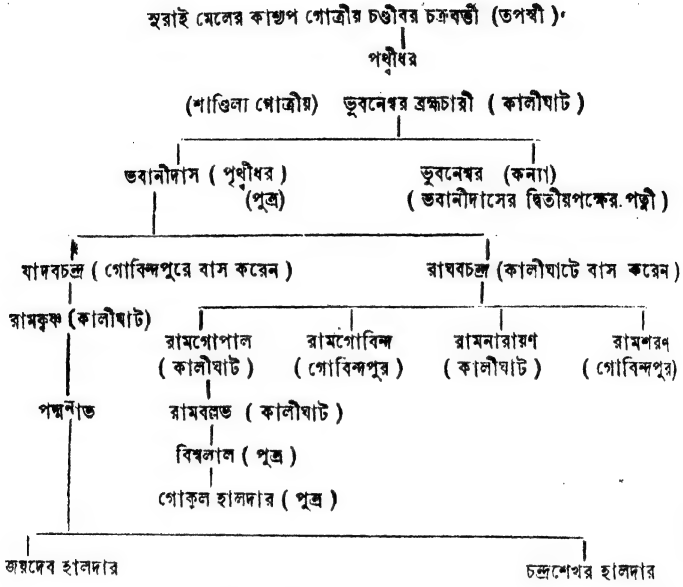 সুরাই মেলের কাশ্যপ গোত্রীয় চণ্ডীবর চক্রবর্ত্তী (তপস্বী)
পৃথ্বীধর
(শাণ্ডিল্য গোত্রীয়) ভুবনেশ্বর ব্রহ্মচারী (কালীঘাট)
ভবানীদাস (পৃথ্বীধর) ভুবনেশ্বর (কন্যা)
(পুত্র) (ভবানীদাসের দ্বিতীয়পক্ষের পত্নী)
যাদবচন্দ্র (গোবিন্দপুরে বাস করেন) রাঘবচন্দ্র (কালীঘাটে বাস করেন)
রামকৃষ্ণ (কালীঘাট)
রামগোপাল রামগোবিন্দ রামনারায়ণ রামশরণ
(কালীঘাট) (গোবিন্দপুর) (কালীঘাট) (গোবিন্দপুর)
পদ্মনাভ রামবল্লভ (কালীঘাট)
বিশ্বলাল (পুত্র)
গোকুল হালদার (পুত্র)
জয়দেব হালদার চন্দ্রশেখর হালদার